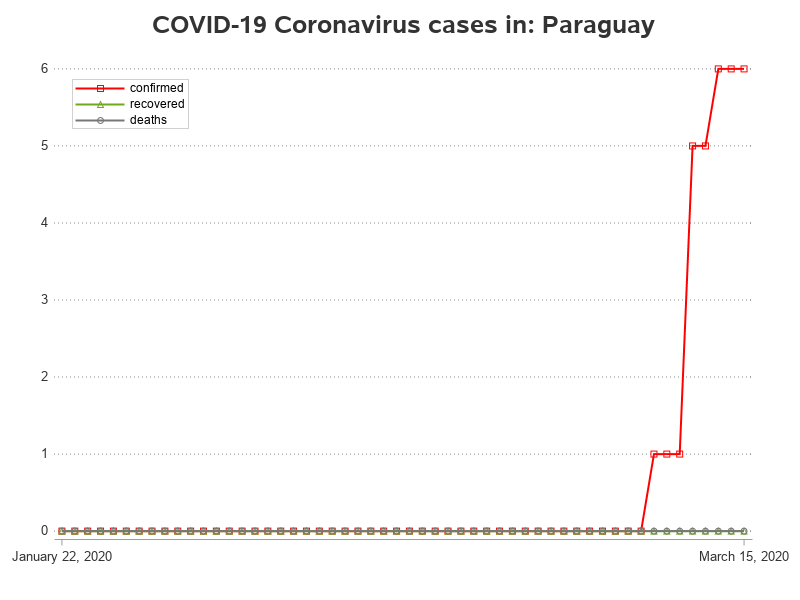 COVID-19 Coronavirus cases in: Paraguay
6
confirmed
recovered
deaths
5
4
3
2
1
0
January 22, 2020
March 15, 2020